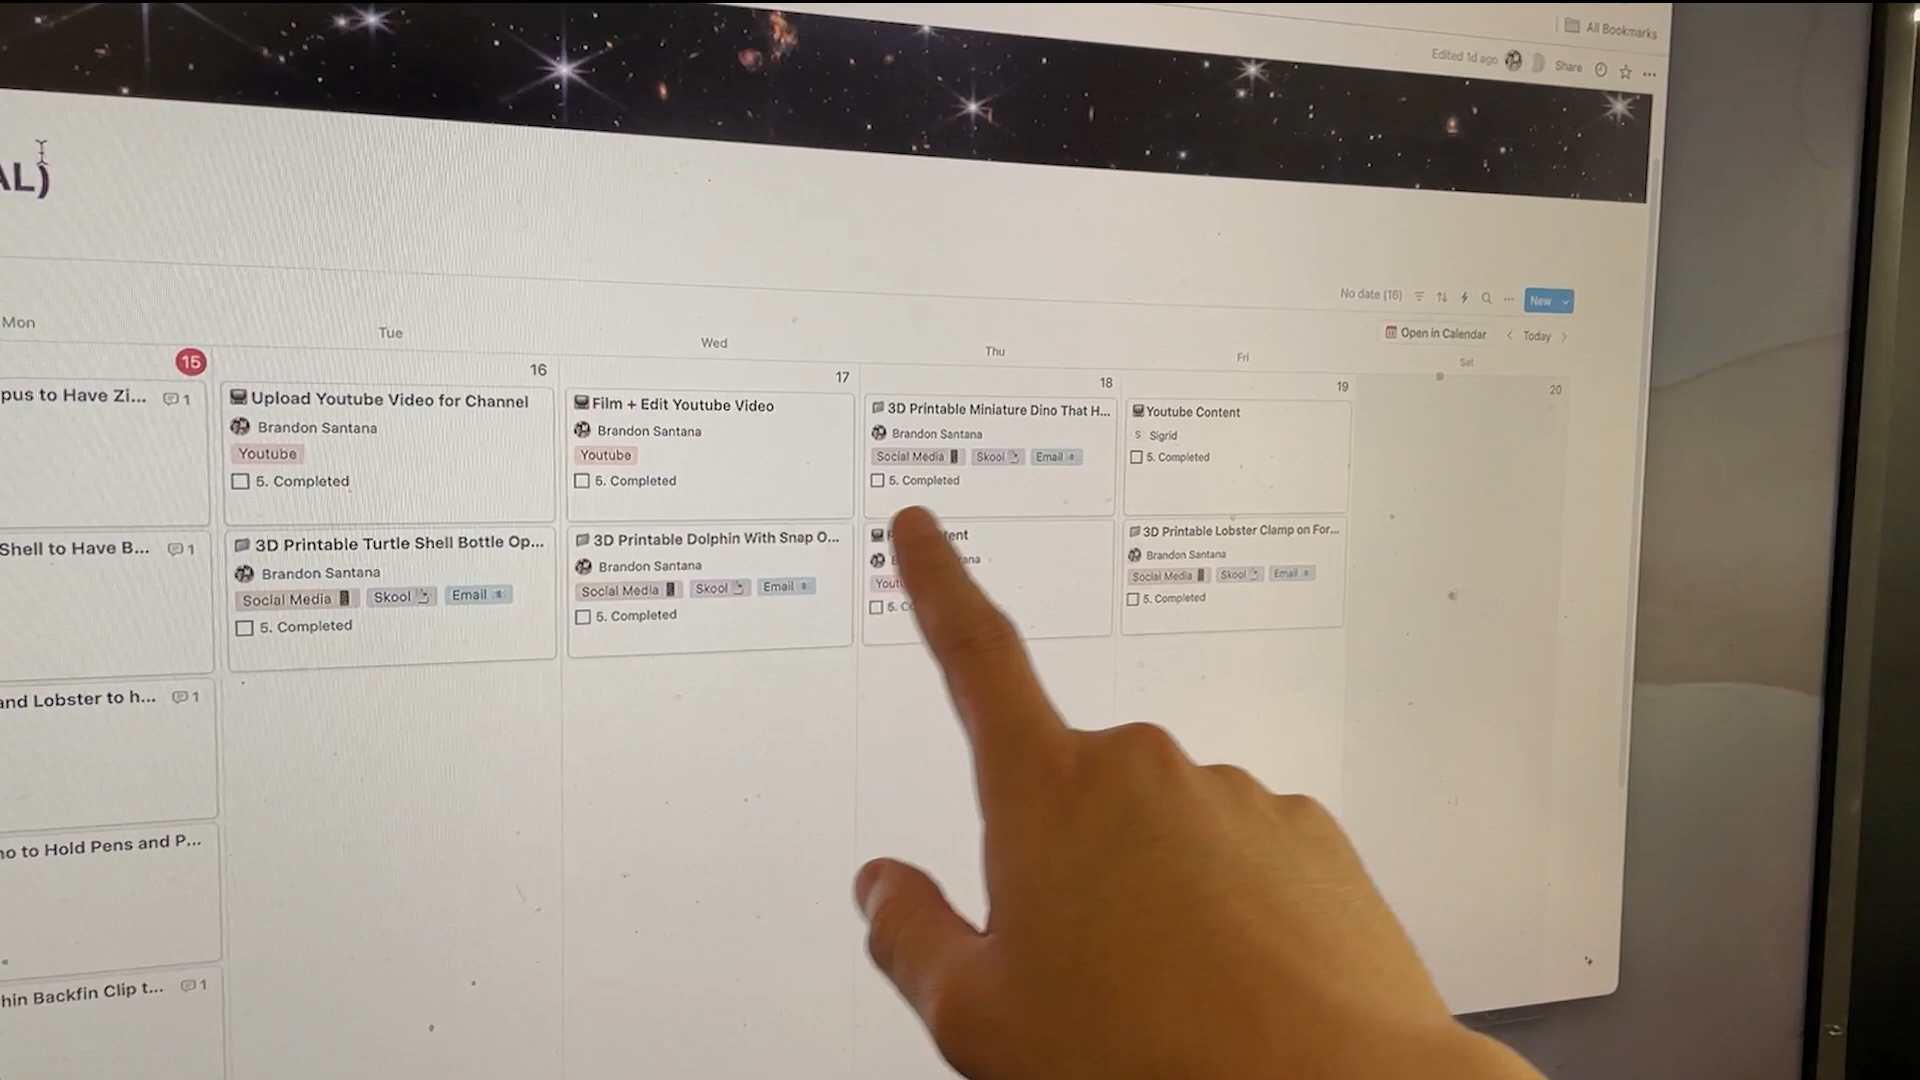 All Bookmarks
Edited 1d ago Share
AL)
No date (16) New
Open in Calendar Today
Mon Tue Wed Thu Fri Sat
15 16 17 18 19 20
pus to Have Zi... 1
Shell to Have B... 1
and Lobster to h... 1
no to Hold Pens and P...
hin Backfin Clip t... 1
Upload Youtube Video for Channel
Brandon Santana
Youtube
5. Completed
3D Printable Turtle Shell Bottle Op...
Brandon Santana
Social Media Skool Email
5. Completed
Film + Edit Youtube Video
Brandon Santana
Youtube
5. Completed
3D Printable Dolphin With Snap O...
Brandon Santana
Social Media Skool Email
5. Completed
3D Printable Miniature Dino That H...
Brandon Santana
Social Media Skool Email
5. Completed
Youtube Content
S Sigrid
5. Completed
3D Printable Lobster Clamp on For...
Brandon Santana
Social Media Skool Email
5. Completed